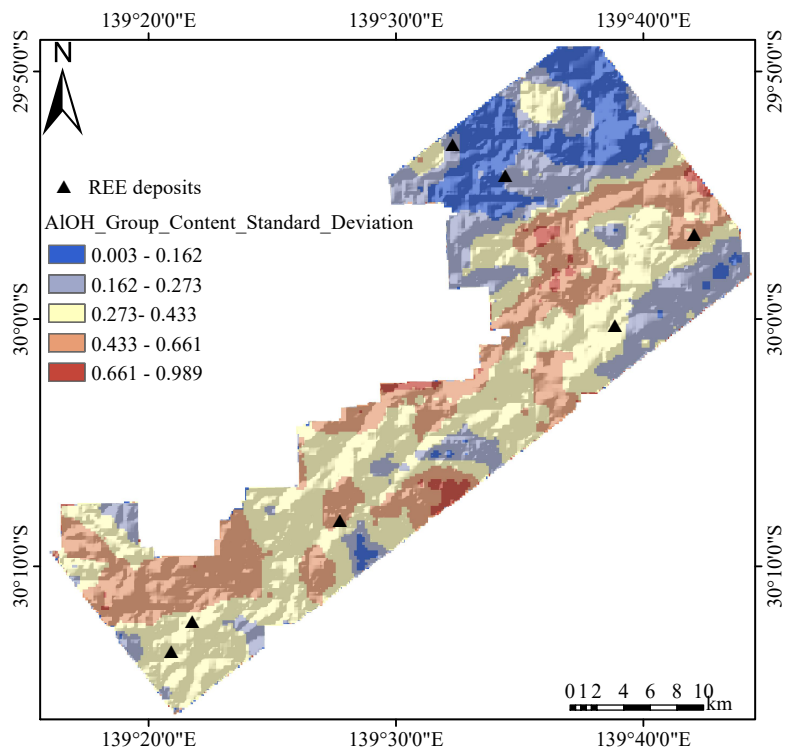 139°20'0"E 139°30'0"E 139°40'0"E
N
29°50'0"S 29°50'0"S
REE deposits
AlOH_Group_Content_Standard_Deviation
0.003 - 0.162
0.162 - 0.273
0.273- 0.433
0.433 - 0.661
0.661 - 0.989
30°0'0"S 30°0'0"S
30°10'0"S 30°10'0"S
0 1 2 4 6 8 10
km
139°20'0"E 139°30'0"E 139°40'0"E